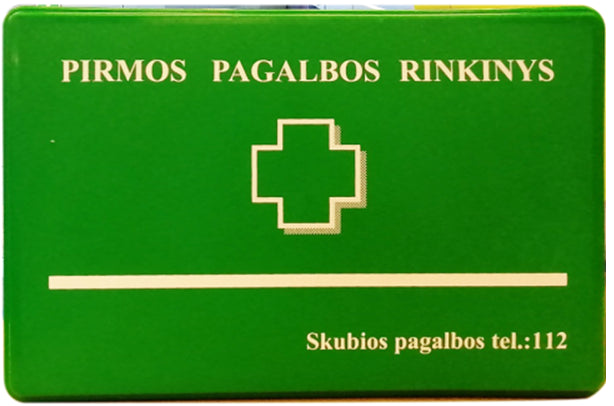 PIRMOS PAGALBOS RINKINYS
Skubios pagalbos tel.:112